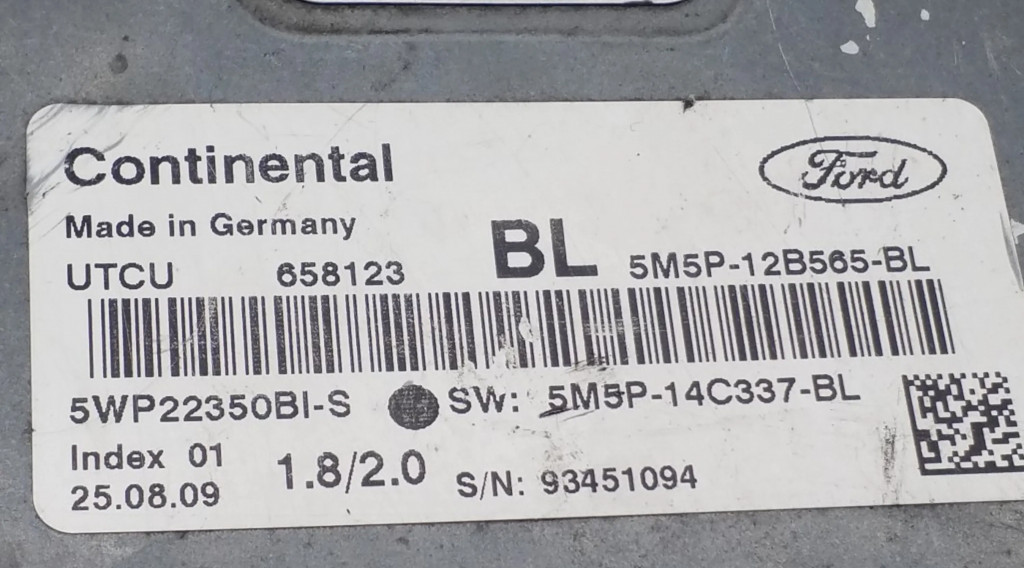 Continental
Ford
Made in Germany
UTCU 658123 BL 5M5P-12B565-BL
5WP22350BI-S SW: 5M5P-14C337-BL
Index 01
25.08.09
1.8/2.0
S/N: 93451094